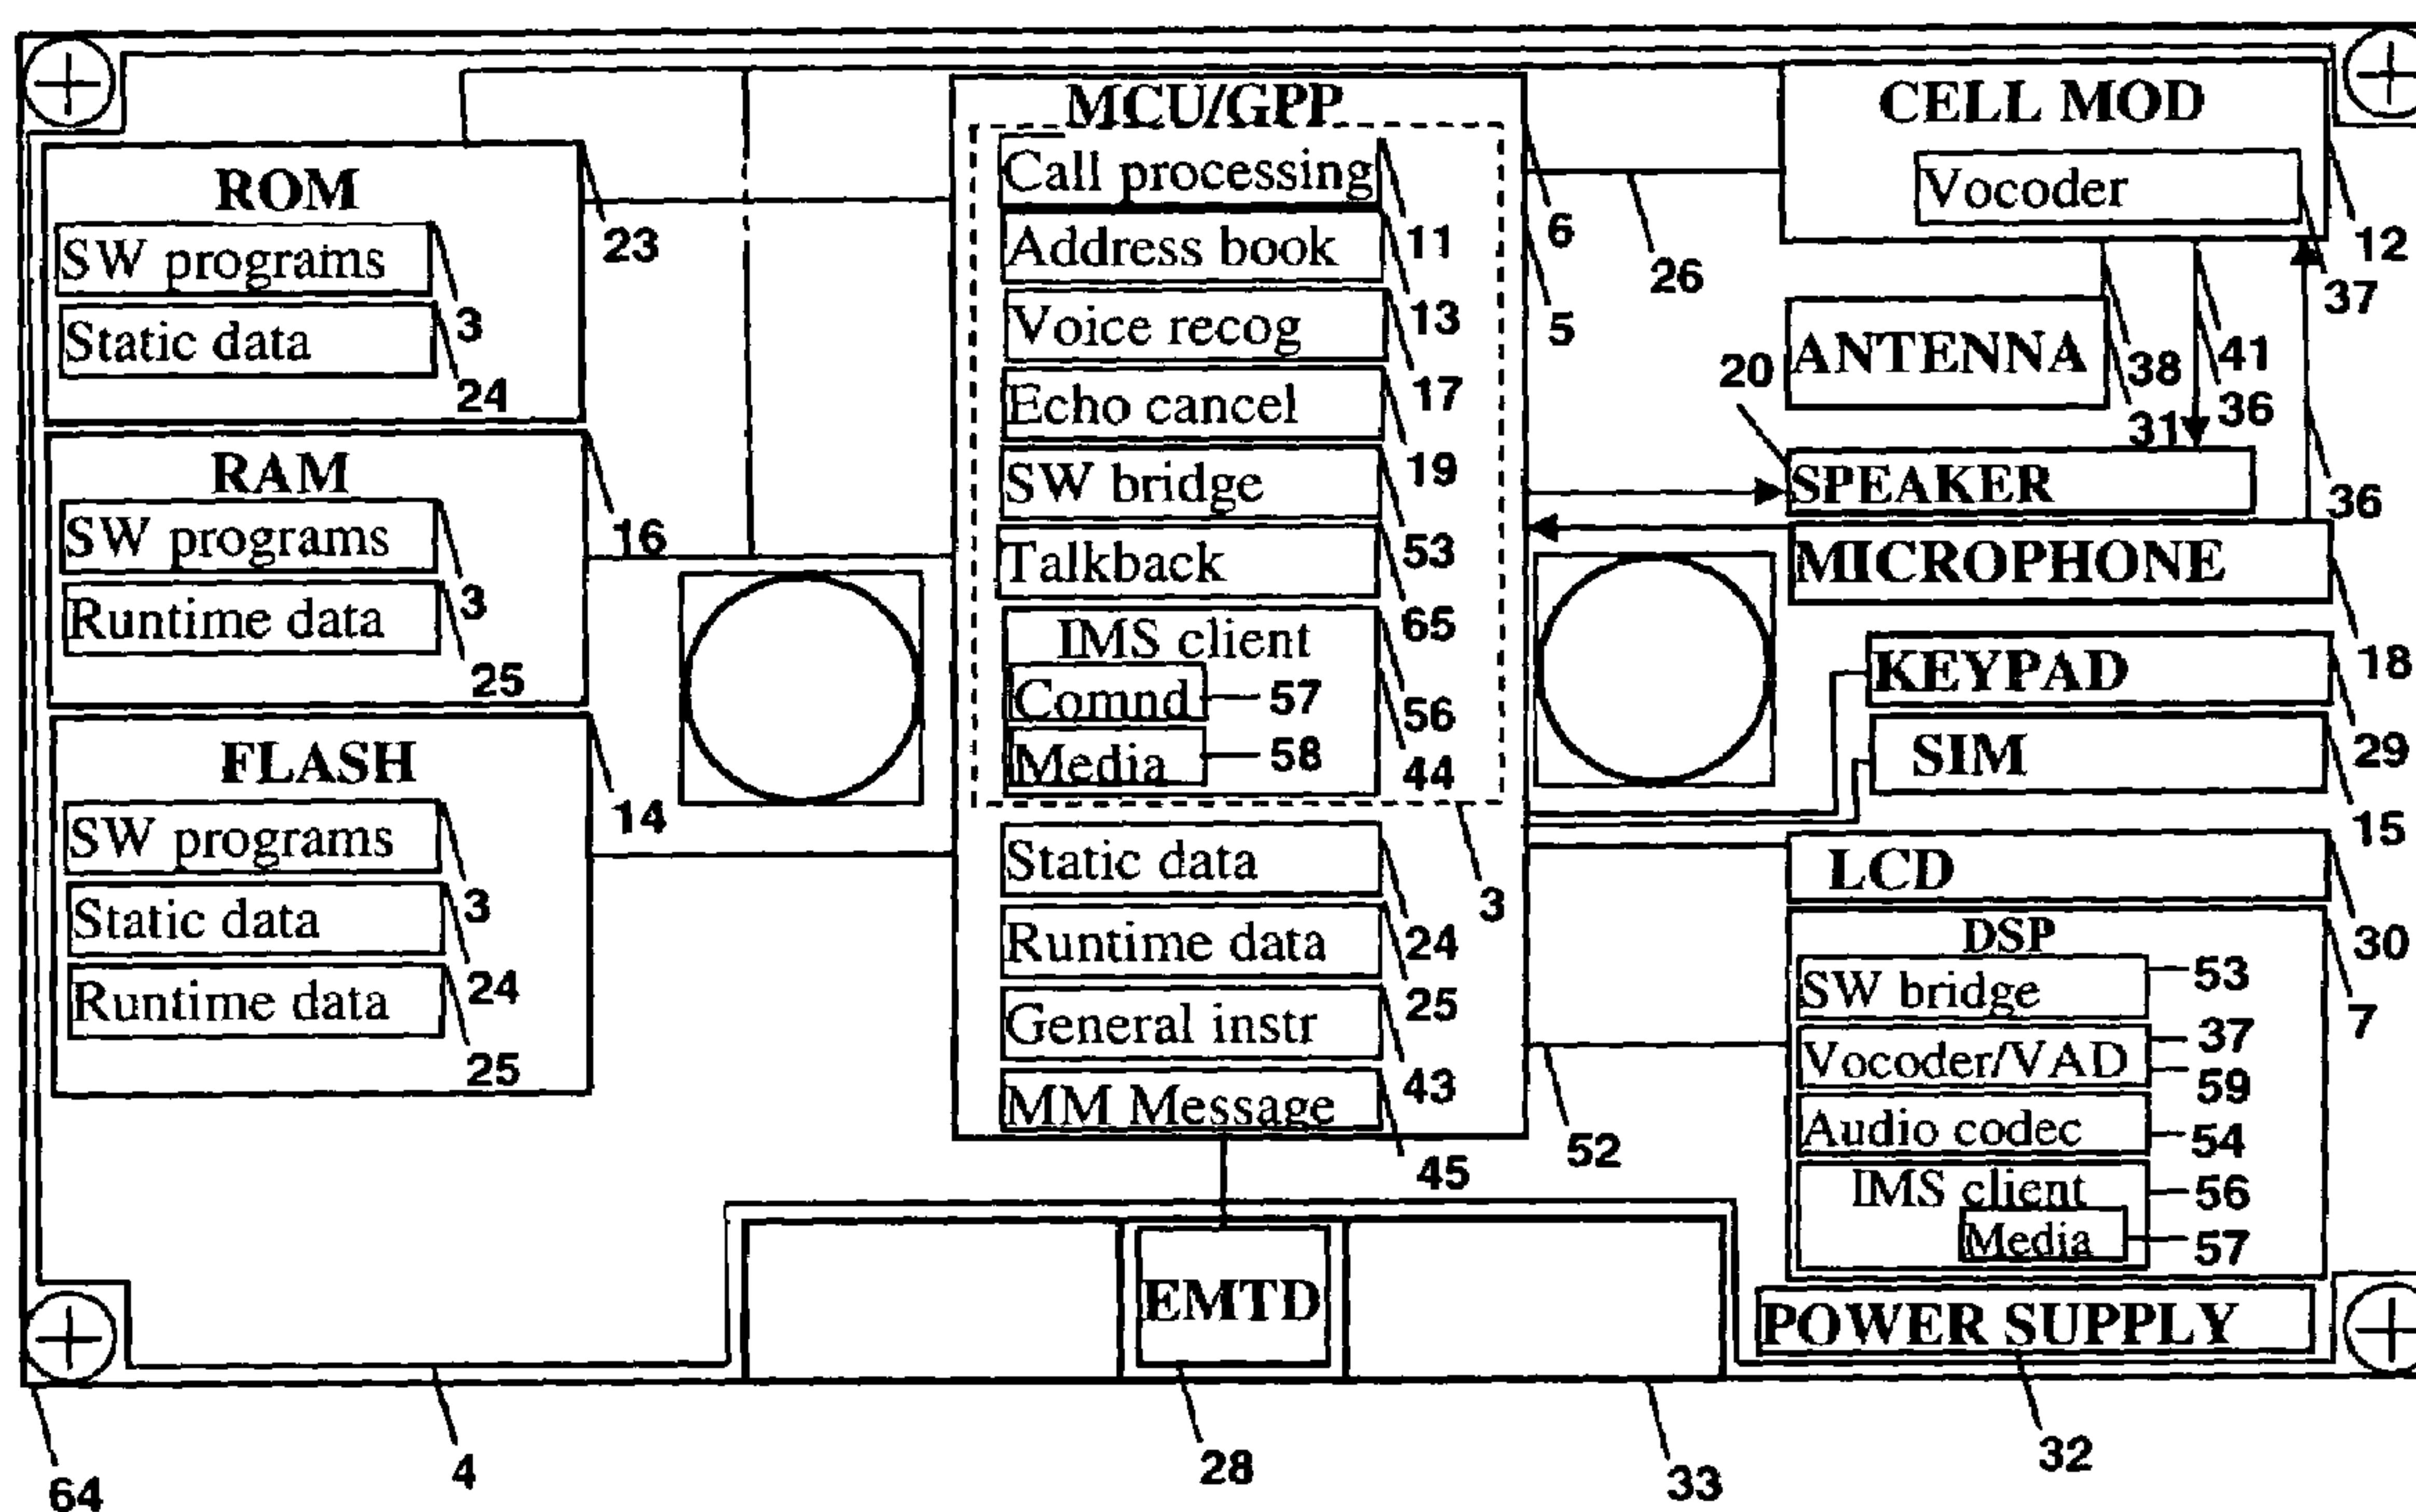 ROM
SW programs
Static data
23
3
24
RAM
SW programs
Runtime data
16
3
25
FLASH
SW programs
Static data
Runtime data
14
3
24
25
MCU/GPP
Call processing
Address book
Voice recog
Echo cancel
SW bridge
Talkback
IMS client
Comnd
57
Media
58
Static data
Runtime data
General instr
MM Message
11
13
17
19
53
65
56
44
3
24
25
43
45
6
5
26
52
CELL MOD
Vocoder
12
37
ANTENNA
38
31
41
36
20
SPEAKER
36
MICROPHONE
18
KEYPAD
29
SIM
15
LCD
30
DSP
7
SW bridge
53
Vocoder/VAD
37
59
Audio codec
54
IMS client
56
Media
57
POWER SUPPLY
EMTD
64
4
28
33
32